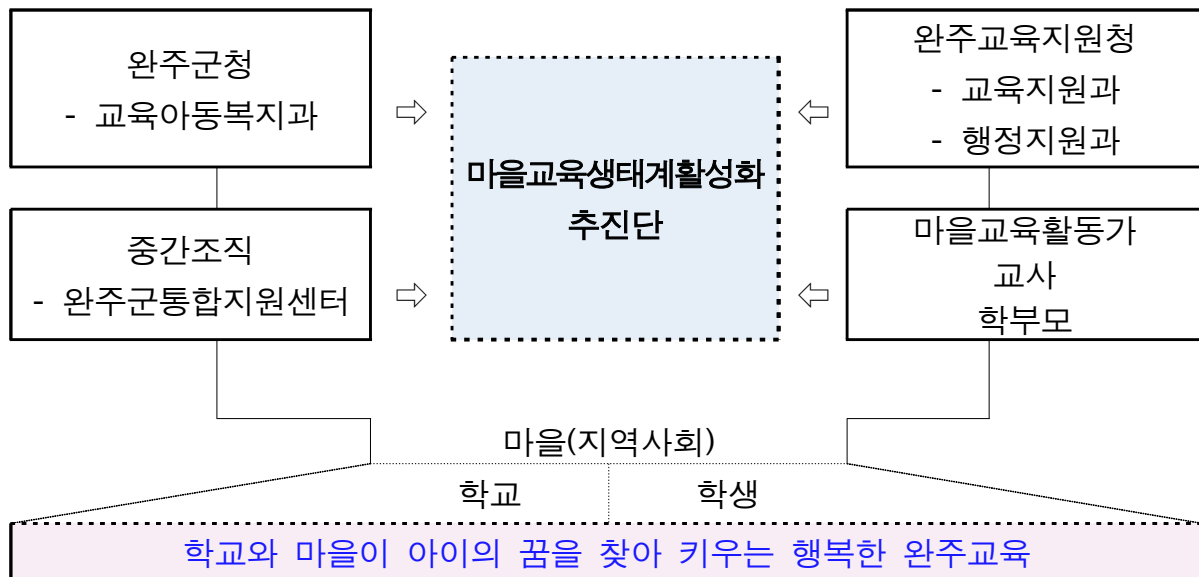 완주군청
- 교육아동복지과
완주교육지원청
- 교육지원과
- 행정지원과
마을교육생태계활성화
추진단
중간조직
- 완주군통합지원센터
마을교육활동가
교사
학부모
마을(지역사회)
학교 학생
학교와 마을이 아이의 꿈을 찾아 키우는 행복한 완주교육